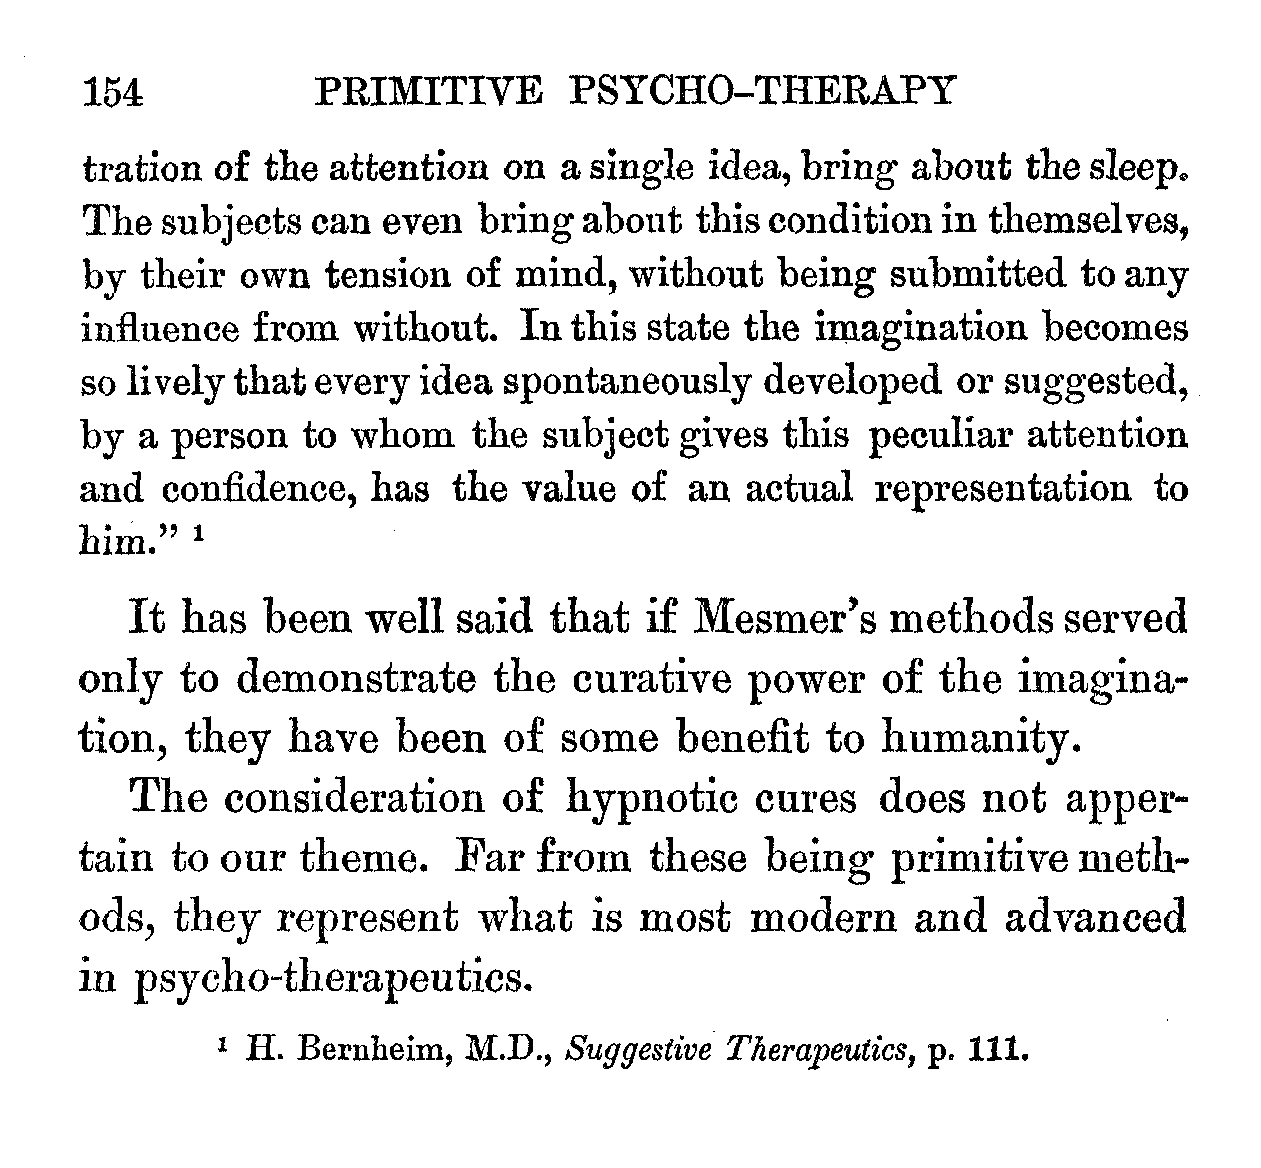 154 PRIMITIVE PSYCHO-THERAPY
tration of the attention on a single idea, bring about the sleep.
The subjects can even bring about this condition in themselves,
by their own tension of mind, without being submitted to any
influence from without. In this state the imagination becomes
so lively that every idea spontaneously developed or suggested,
by a person to whom the subject gives this peculiar attention
and confidence, has the value of an actual representation to
him.” ¹
It has been well said that if Mesmer’s methods served
only to demonstrate the curative power of the imagina-
tion, they have been of some benefit to humanity.
The consideration of hypnotic cures does not apper-
tain to our theme. Far from these being primitive meth-
ods, they represent what is most modern and advanced
in psycho-therapeutics.
¹ H. Bernheim, M.D., Suggestive Therapeutics, p. 111.